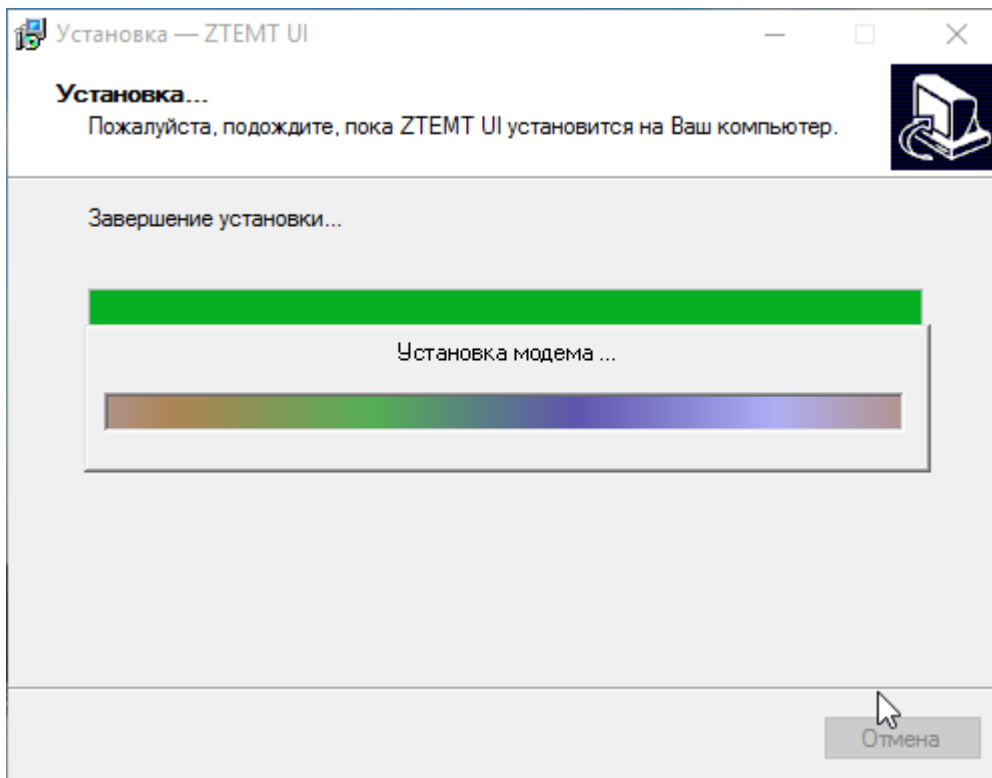 Установка — ZTEMT UI
Установка...
Пожалуйста, подождите, пока ZTEMT UI установится на Ваш компьютер.
Завершение установки...
Установка модема ...
Отмена